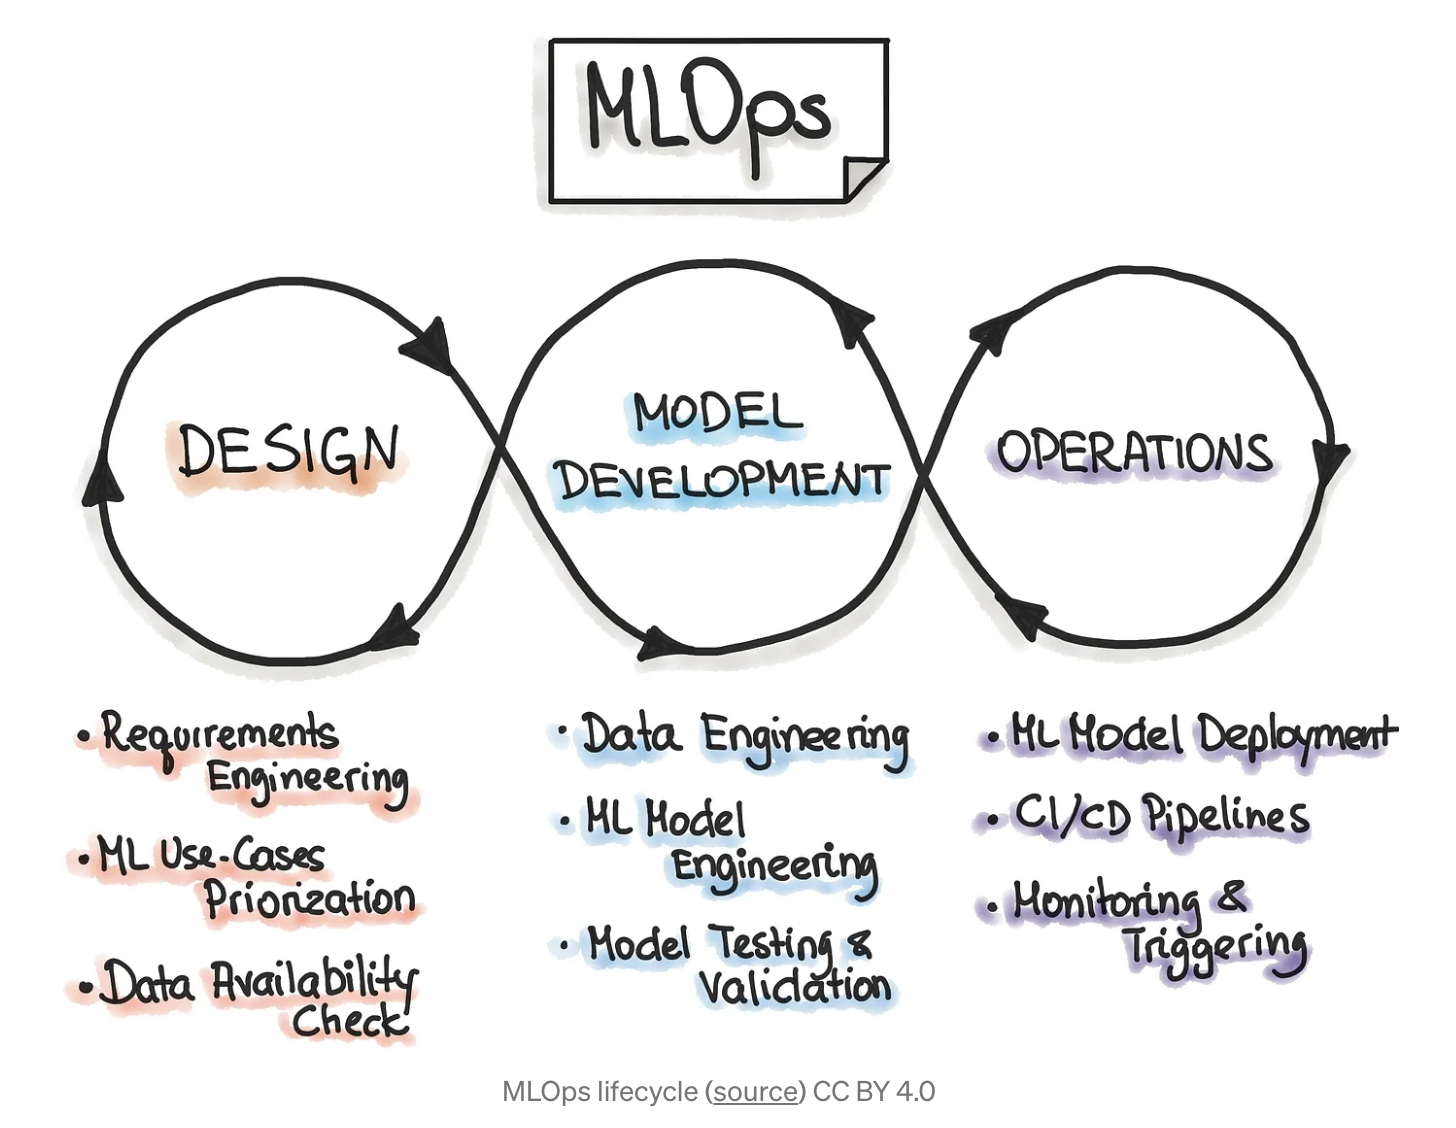 MLOps
DESIGN
MODEL
DEVELOPMENT
OPERATIONS
• Requirements
Engineering
• ML Use-Cases
Priorization
• Data Availability
Check
• Data Engineering
• ML Model
Engineering
• Model Testing &
Validation
• ML Model Deployment
• CI/CD Pipelines
• Monitoring &
Triggering
MLOps lifecycle (source) CC BY 4.0